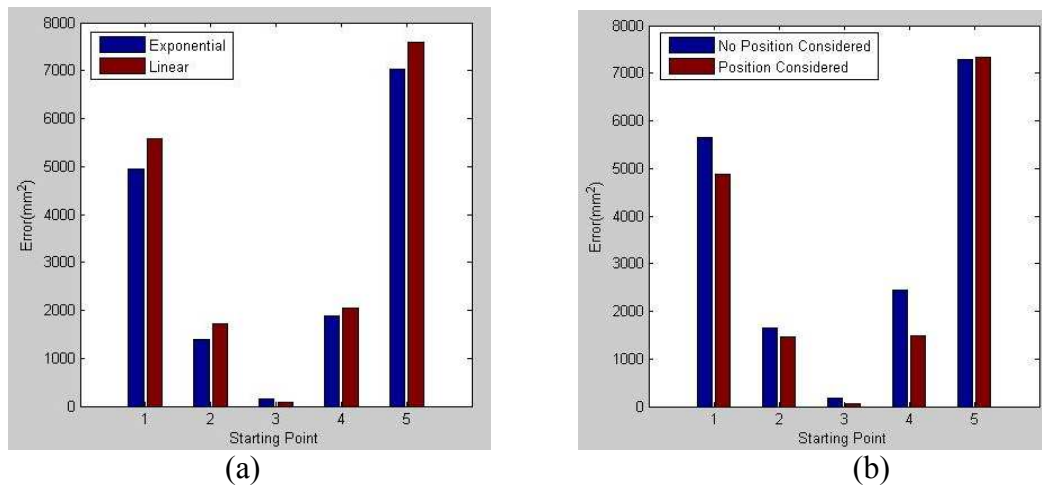 8000
7000
6000
5000
4000
3000
2000
1000
0
Error(mm²)
Exponential
Linear
1 2 3 4 5
Starting Point
(a)
8000
7000
6000
5000
4000
3000
2000
1000
0
Error(mm²)
No Position Considered
Position Considered
1 2 3 4 5
Starting Point
(b)